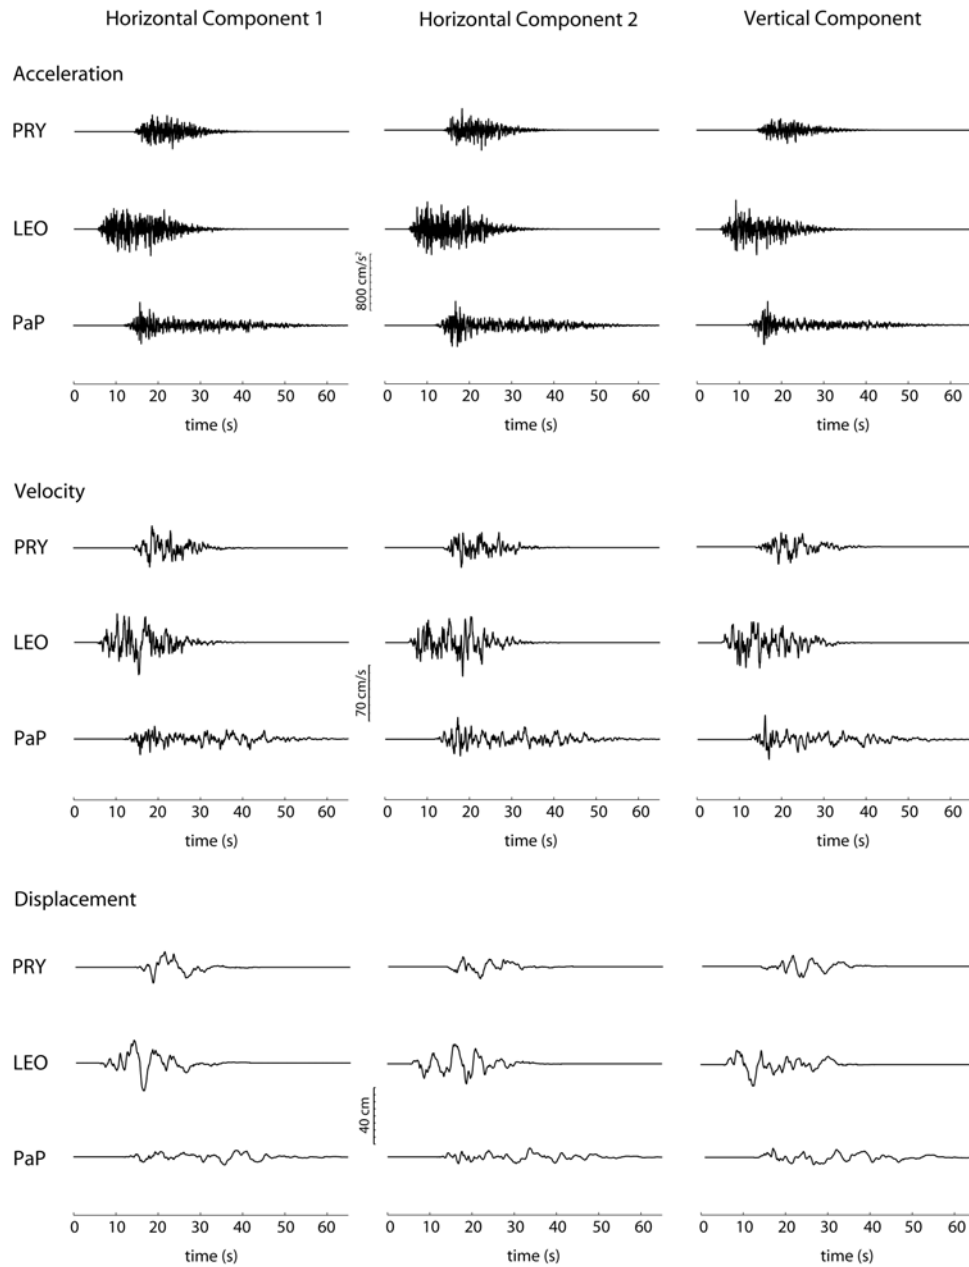 Horizontal Component 1 Horizontal Component 2 Vertical Component
Acceleration
PRY
LEO
800 cm/s²
PaP
0 10 20 30 40 50 60 0 10 20 30 40 50 60 0 10 20 30 40 50 60
time (s) time (s) time (s)
Velocity
PRY
LEO
70 cm/s
PaP
0 10 20 30 40 50 60 0 10 20 30 40 50 60 0 10 20 30 40 50 60
time (s) time (s) time (s)
Displacement
PRY
LEO
40 cm
PaP
0 10 20 30 40 50 60 0 10 20 30 40 50 60 0 10 20 30 40 50 60
time (s) time (s) time (s)